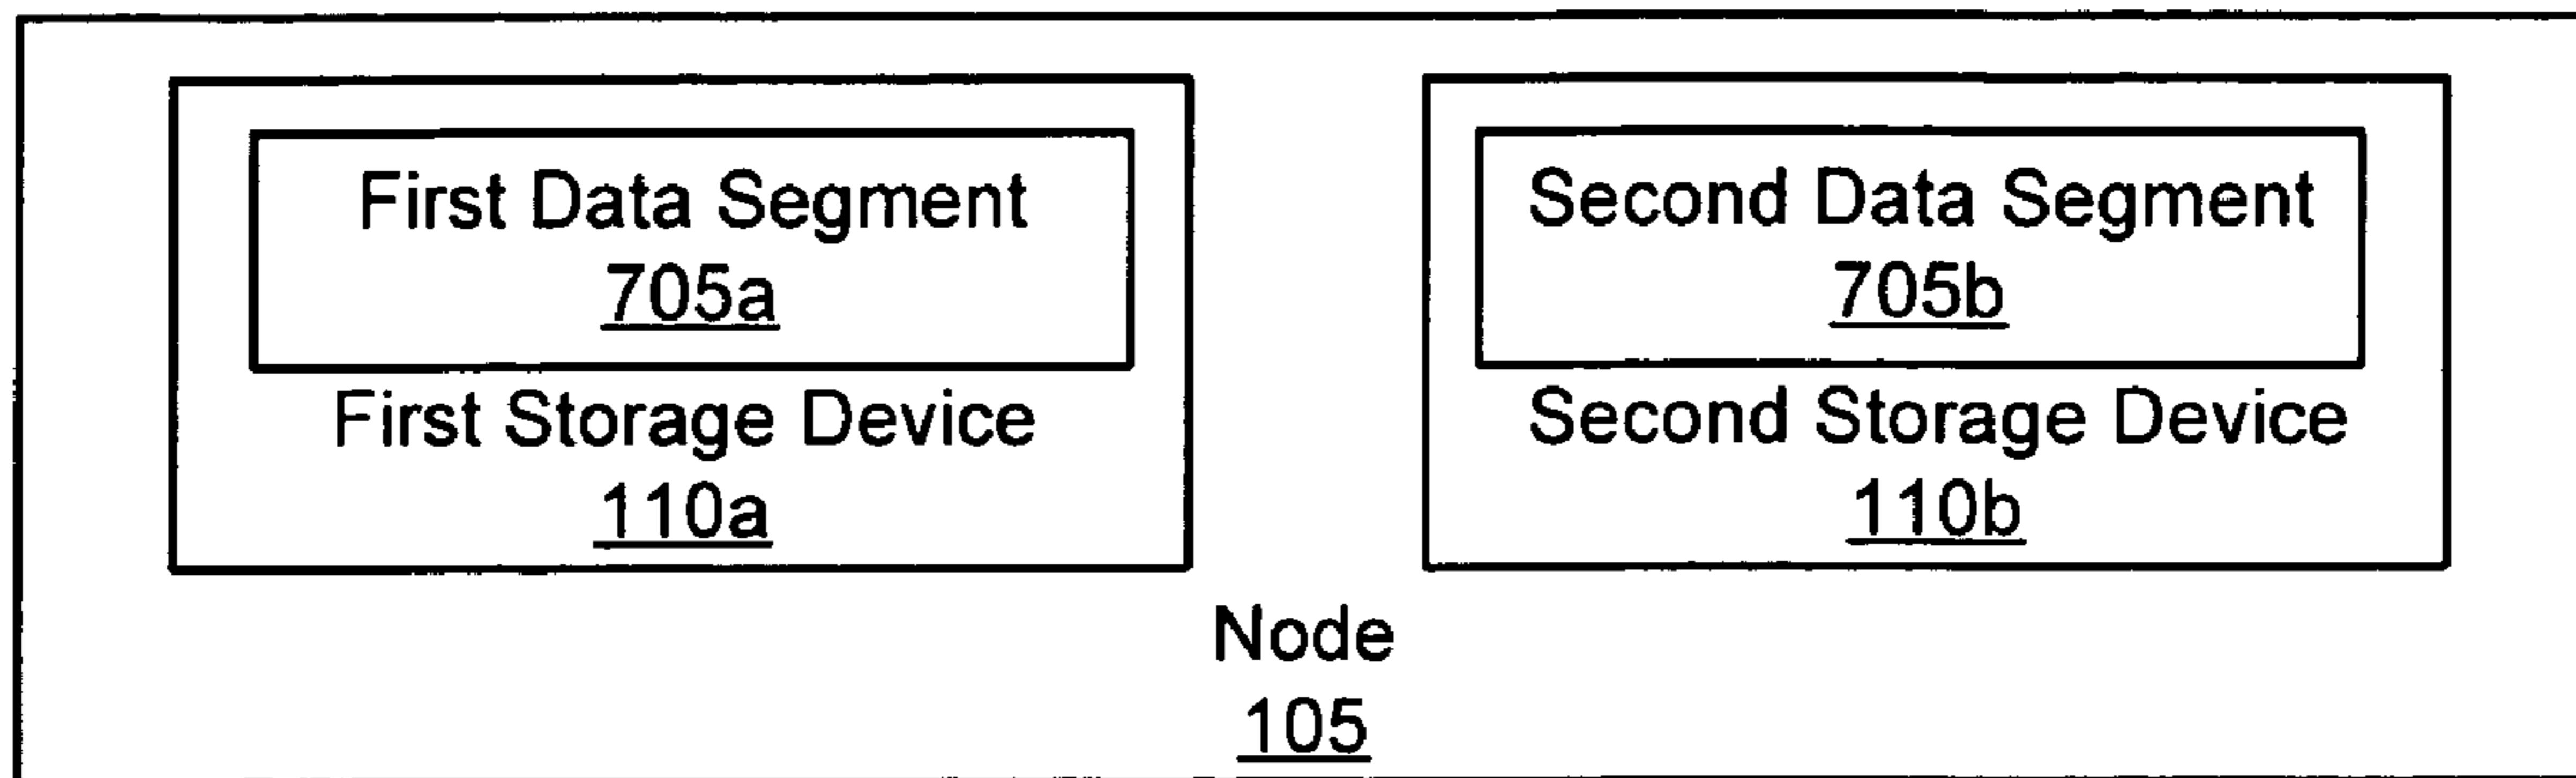 First Data Segment
705a
First Storage Device
110a
Second Data Segment
705b
Second Storage Device
110b
Node
105